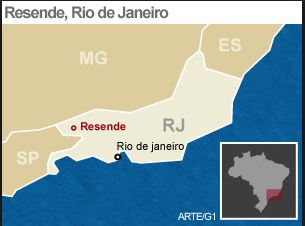 Resende, Rio de Janeiro
MG
ES
Resende
RJ
Rio de janeiro
SP
ARTE/G1